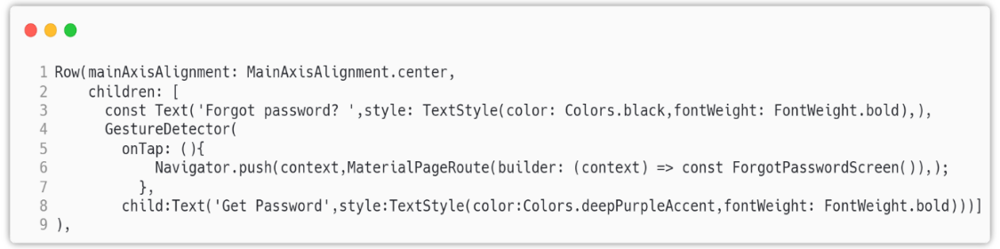 1 Row(mainAxisAlignment: MainAxisAlignment.center,
2     children: [
3       const Text('Forgot password? ',style: TextStyle(color: Colors.black,fontWeight: FontWeight.bold),),
4       GestureDetector(
5         onTap: (){
6             Navigator.push(context,MaterialPageRoute(builder: (context) => const ForgotPasswordScreen()),);
7           },
8         child:Text('Get Password',style:TextStyle(color:Colors.deepPurpleAccent,fontWeight: FontWeight.bold)))]
9 ),